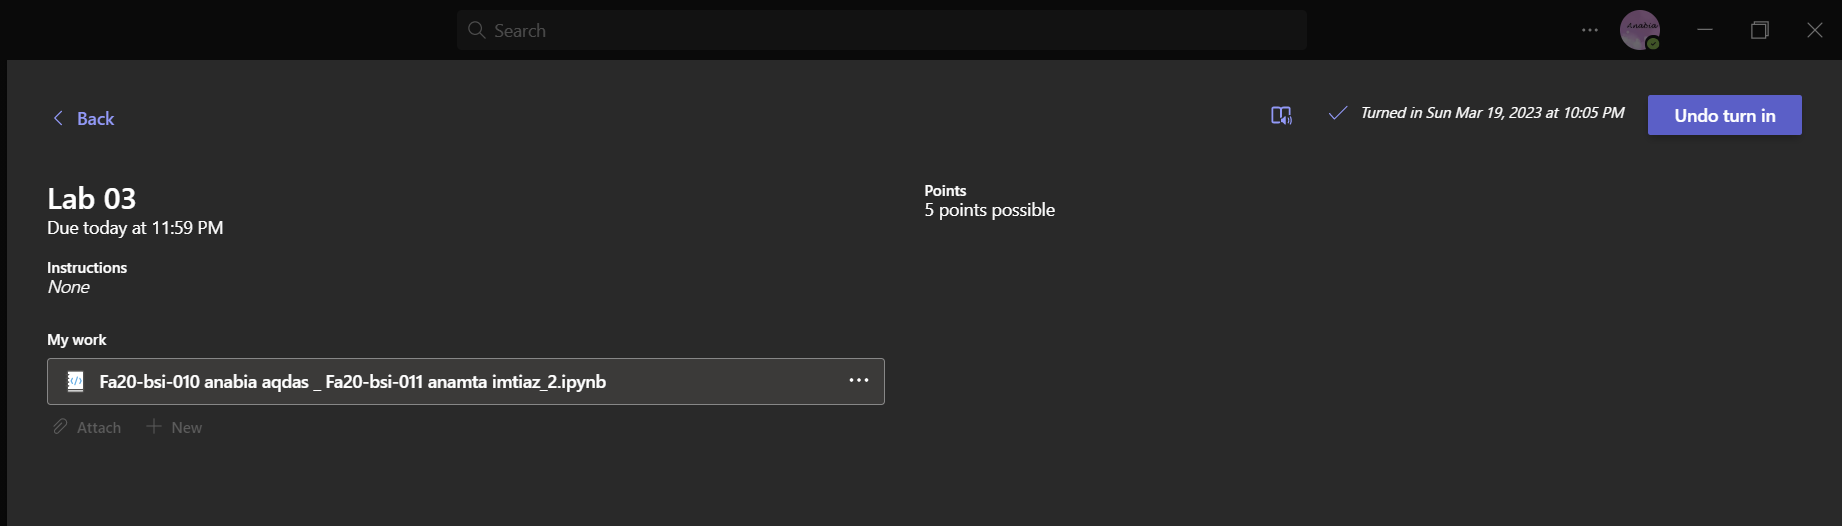 Search
Anabia
Back
Turned in Sun Mar 19, 2023 at 10:05 PM
Undo turn in
Lab 03
Due today at 11:59 PM
Points
5 points possible
Instructions
None
My work
Fa20-bsi-010 anabia aqdas _ Fa20-bsi-011 anamta imtiaz_2.ipynb
Attach
New